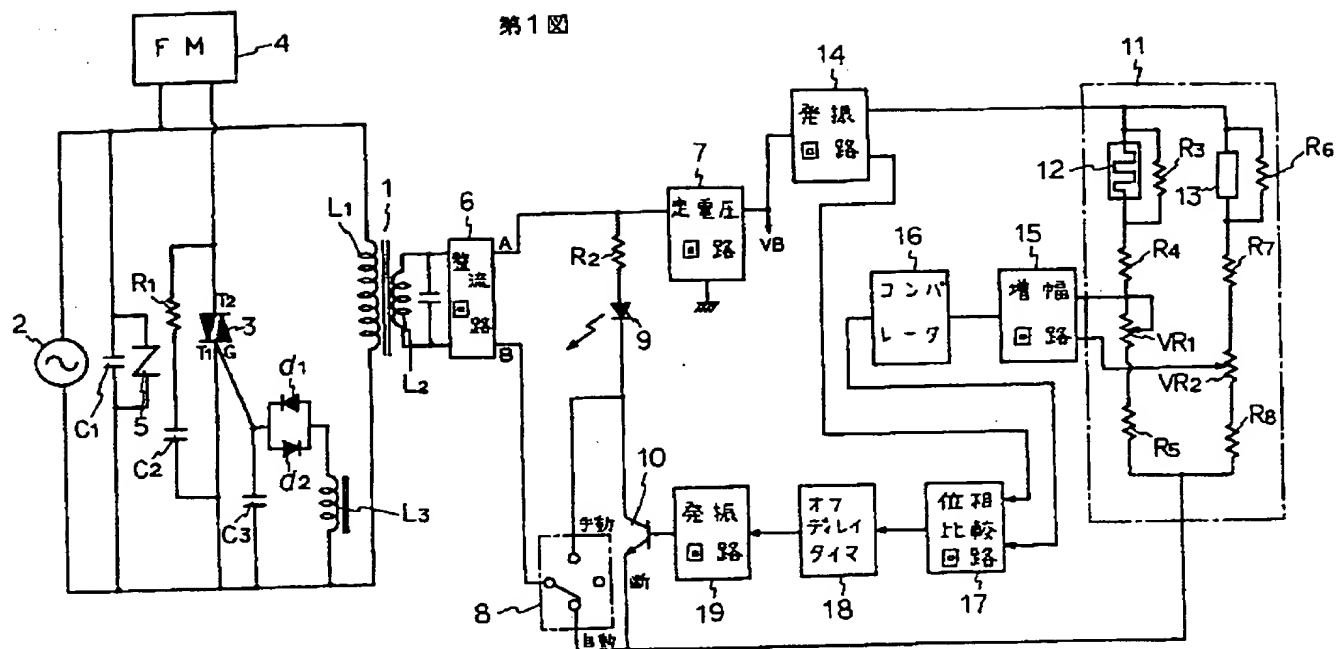 第1図
FM
4
14
発振
回路
11
12
R3
13
R6
2
C1
5
R1
C2
T2
T1
G
3
d1
d2
C3
L3
L1
1
L2
6
整流回路
A
B
R2
9
7
定電圧
回路
VB
16
コンパ
レータ
15
増幅
回路
R4
R7
VR1
VR2
R5
R8
10
手動
断
自動
8
発振
回路
19
オフ
ディレイ
タイマ
18
位相
比較
回路
17